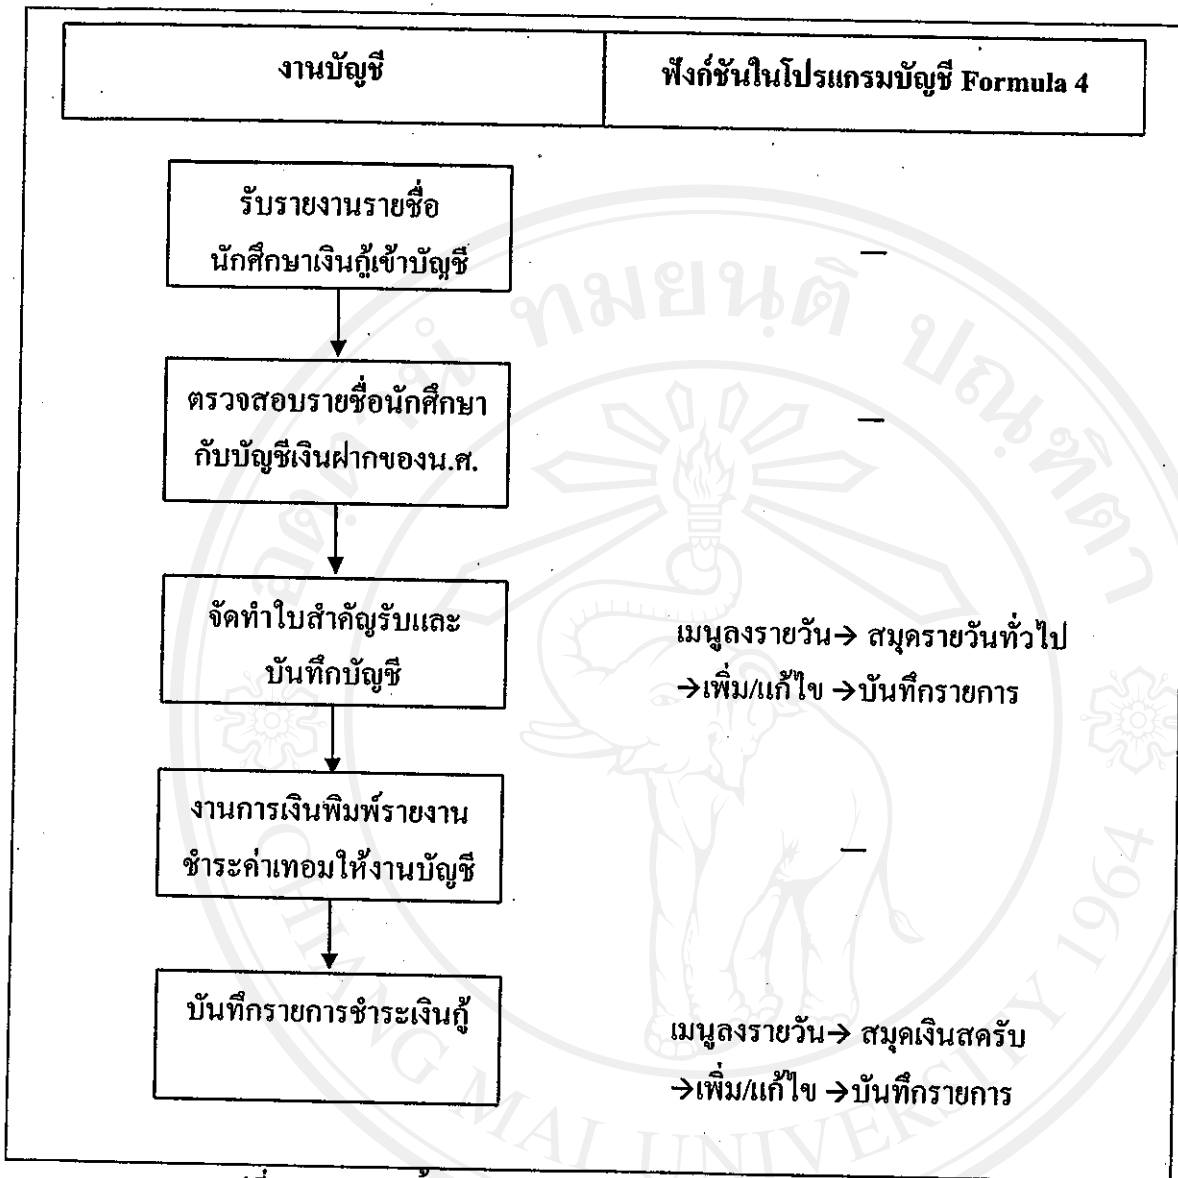 งานบัญชี
ฟังก์ชันในโปรแกรมบัญชี Formula 4
รับรายงานรายชื่อ
นักศึกษาเงินกู้เข้าบัญชี
—
ตรวจสอบรายชื่อนักศึกษา
กับบัญชีเงินฝากของน.ศ.
—
จัดทำใบสำคัญรับและ
บันทึกบัญชี
เมนูลงรายวัน→ สมุดรายวันทั่วไป
→เพิ่ม/แก้ไข →บันทึกรายการ
งานการเงินพิมพ์รายงาน
ชำระค่าเทอมให้งานบัญชี
—
บันทึกรายการชำระเงินกู้
เมนูลงรายวัน→ สมุดเงินสดรับ
→เพิ่ม/แก้ไข →บันทึกรายการ
CHIANG MAI UNIVERSITY 1964